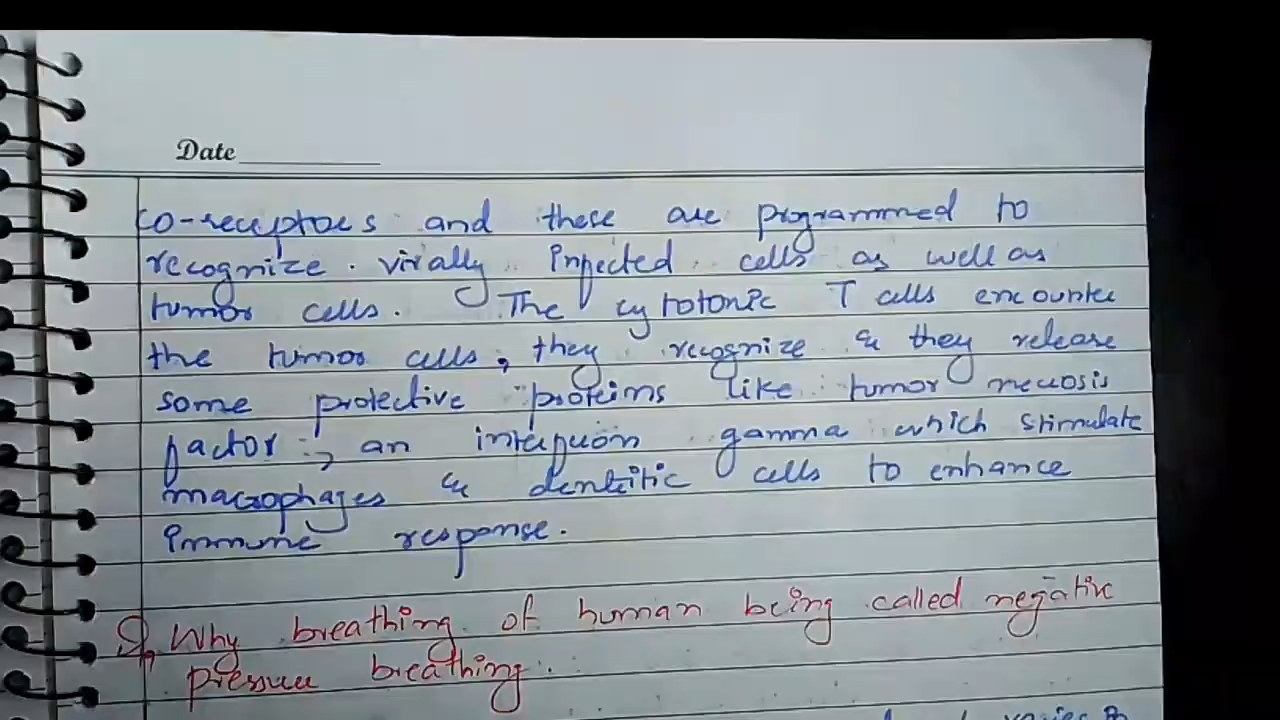 Date
co-receptors and these are programmed to
recognize virally infected cells as well as
tumor cells. The cytotoxic T cells encounter
the tumor cells, they recognize & they release
some protective proteins like tumor necrosis
factor, an interferon gamma which stimulate
macrophages & dendritic cells to enhance
immune response.
Q, Why breathing of human being called negative
pressure breathing.
varies in